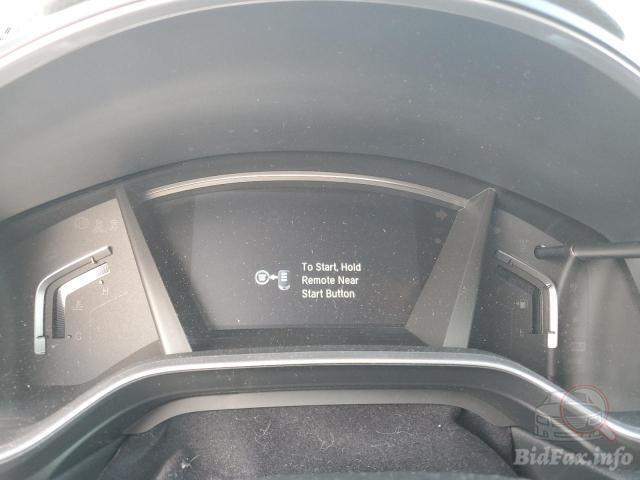 To Start, Hold
Remote Near
Start Button
H
C
BidFax.info